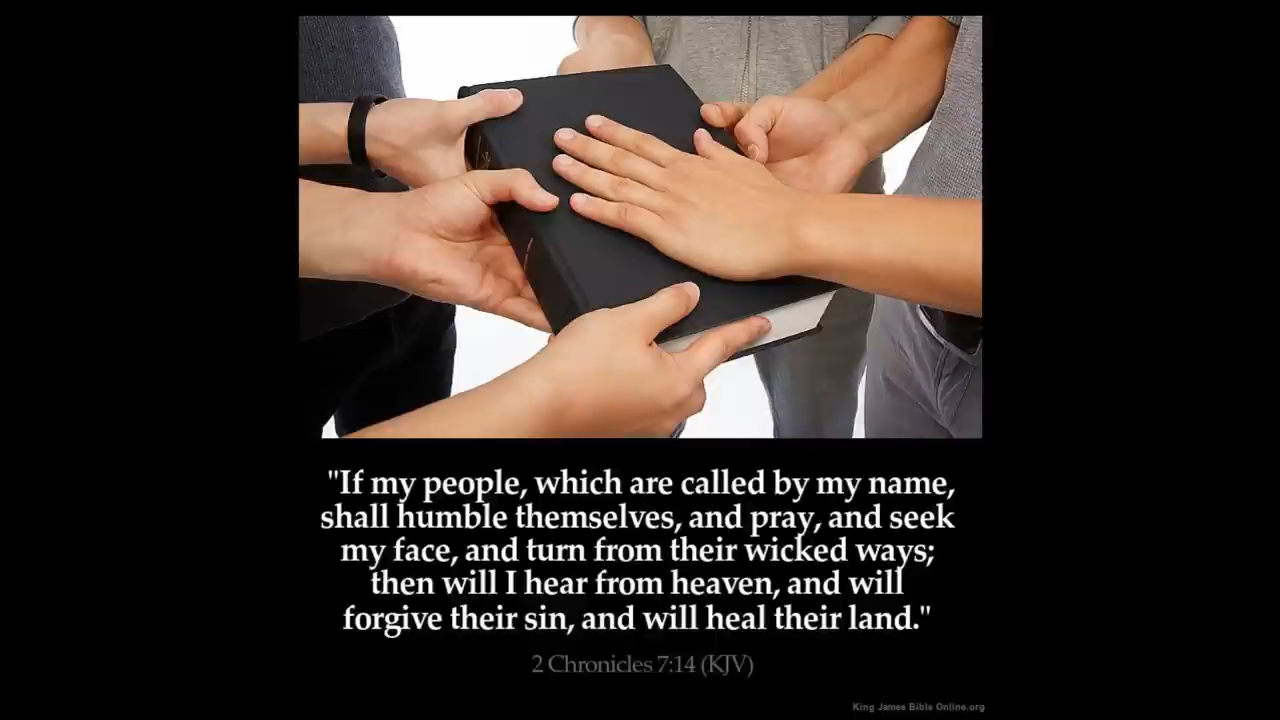 "If my people, which are called by my name,
shall humble themselves, and pray, and seek
my face, and turn from their wicked ways;
then will I hear from heaven, and will
forgive their sin, and will heal their land."
2 Chronicles 7:14 (KJV)
King James Bible Online.org